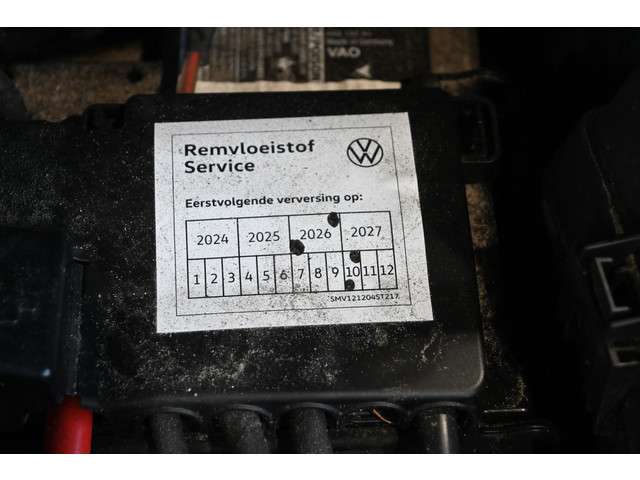 VAO
Remvloeistof
Service
Eerstvolgende verversing op:
2024 2025 2026 2027
1 2 3 4 5 6 7 8 9 10 11 12
SMV121204ST217